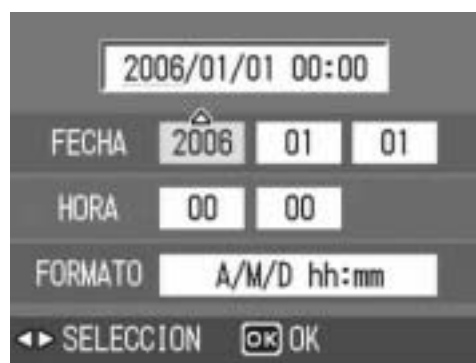 2006/01/01 00:00
FECHA 2006 01 01
HORA 00 00
FORMATO A/M/D hh:mm
SELECCION OK OK